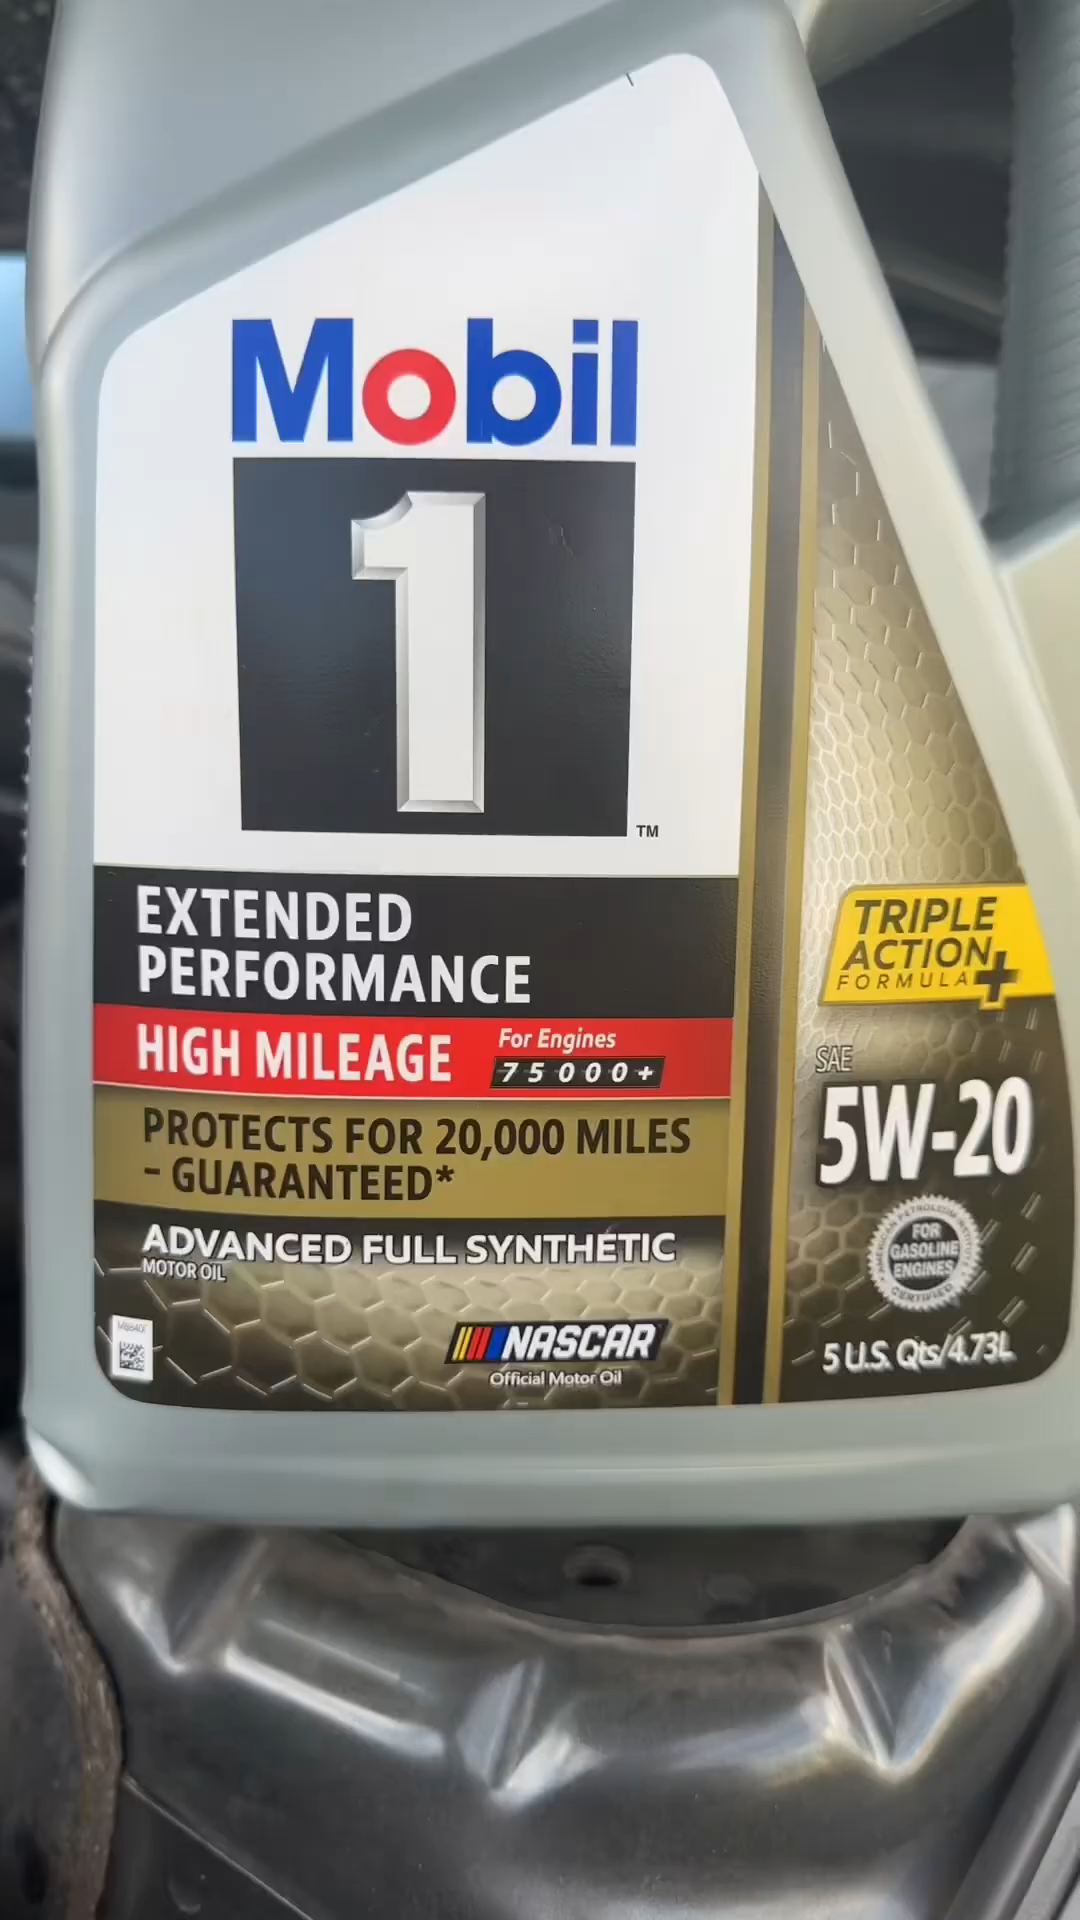 Mobil
1
TM
EXTENDED
PERFORMANCE
HIGH MILEAGE
For Engines
75000+
PROTECTS FOR 20,000 MILES
– GUARANTEED*
ADVANCED FULL SYNTHETIC
MOTOR OIL
NASCAR
Official Motor Oil
TRIPLE
ACTION+
FORMULA
SAE
5W-20
FOR
GASOLINE
ENGINES
CERTIFIED
5 U.S. Qts/4.73L